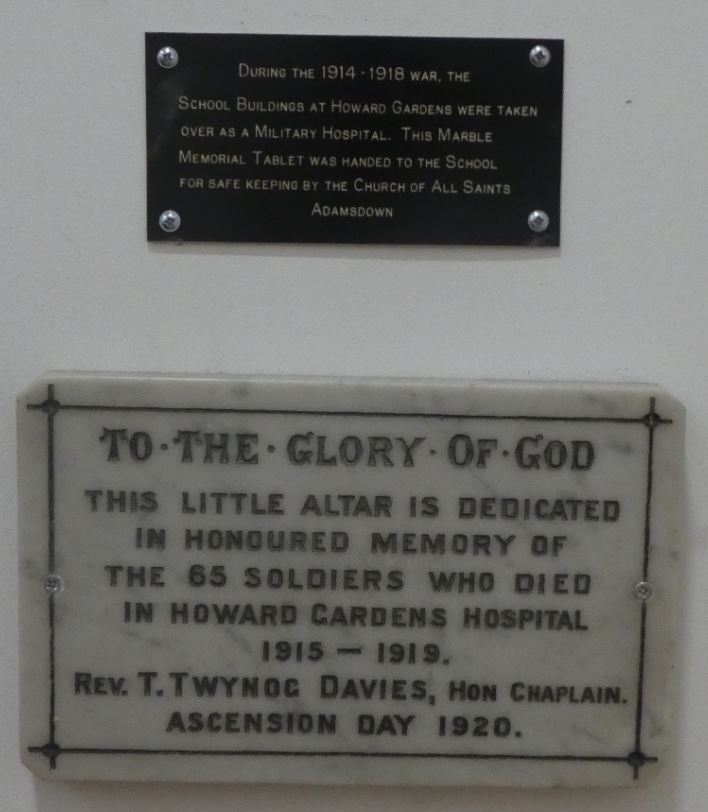 During the 1914 - 1918 war, the
School Buildings at Howard Gardens were taken
over as a Military Hospital. This Marble
Memorial Tablet was handed to the School
for safe keeping by the Church of All Saints
Adamsdown
To · The · Glory · Of · God
THIS LITTLE ALTAR IS DEDICATED
IN HONOURED MEMORY OF
THE 65 SOLDIERS WHO DIED
IN HOWARD GARDENS HOSPITAL
1915 — 1919.
Rev. T. Twynog Davies, Hon Chaplain.
ASCENSION DAY 1920.